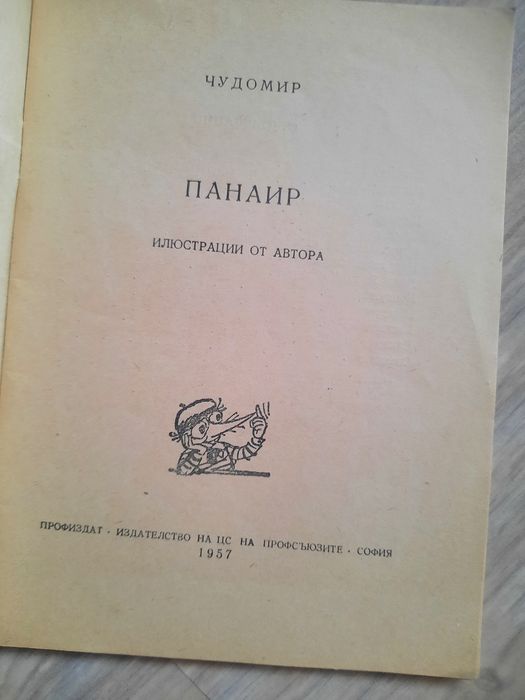 ЧУДОМИР
ПАНАИР
ИЛЮСТРАЦИИ ОТ АВТОРА
ПРОФИЗДАТ · ИЗДАТЕЛСТВО НА ЦС НА ПРОФСЪЮЗИТЕ · СОФИЯ
1957